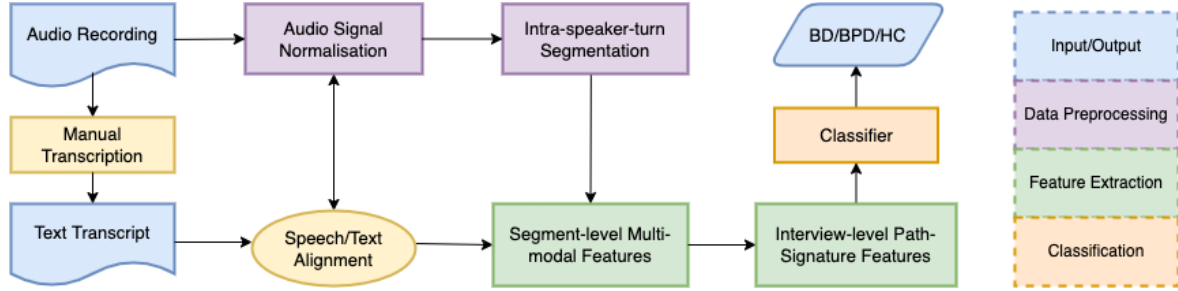 Audio Recording
Audio Signal
Normalisation
Intra-speaker-turn
Segmentation
BD/BPD/HC
Input/Output
Manual
Transcription
Classifier
Data Preprocessing
Feature Extraction
Text Transcript
Speech/Text
Alignment
Segment-level Multi-
modal Features
Interview-level Path-
Signature Features
Classification